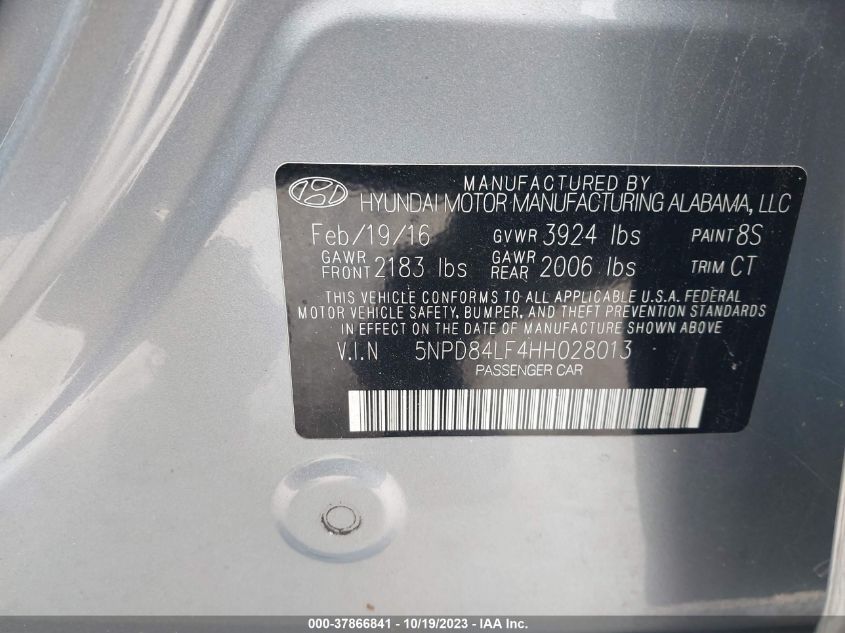 MANUFACTURED BY
HYUNDAI MOTOR MANUFACTURING ALABAMA, LLC
Feb/19/16 GVWR 3924 lbs PAINT 8S
GAWR FRONT 2183 lbs GAWR REAR 2006 lbs TRIM CT
THIS VEHICLE CONFORMS TO ALL APPLICABLE U.S.A. FEDERAL
MOTOR VEHICLE SAFETY, BUMPER, AND THEFT PREVENTION STANDARDS
IN EFFECT ON THE DATE OF MANUFACTURE SHOWN ABOVE
V.I.N 5NPD84LF4HH028013
PASSENGER CAR
000-37866841 - 10/19/2023 - IAA Inc.